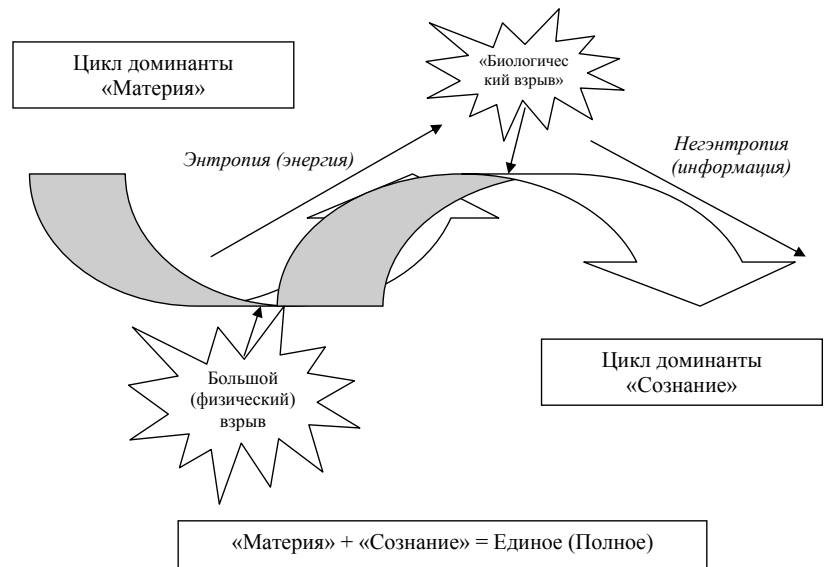 Цикл доминанты
«Материя»
«Биологичес
кий взрыв»
Энтропия (энергия)
Негэнтропия
(информация)
Большой
(физический)
взрыв
Цикл доминанты
«Сознание»
«Материя» + «Сознание» = Единое (Полное)